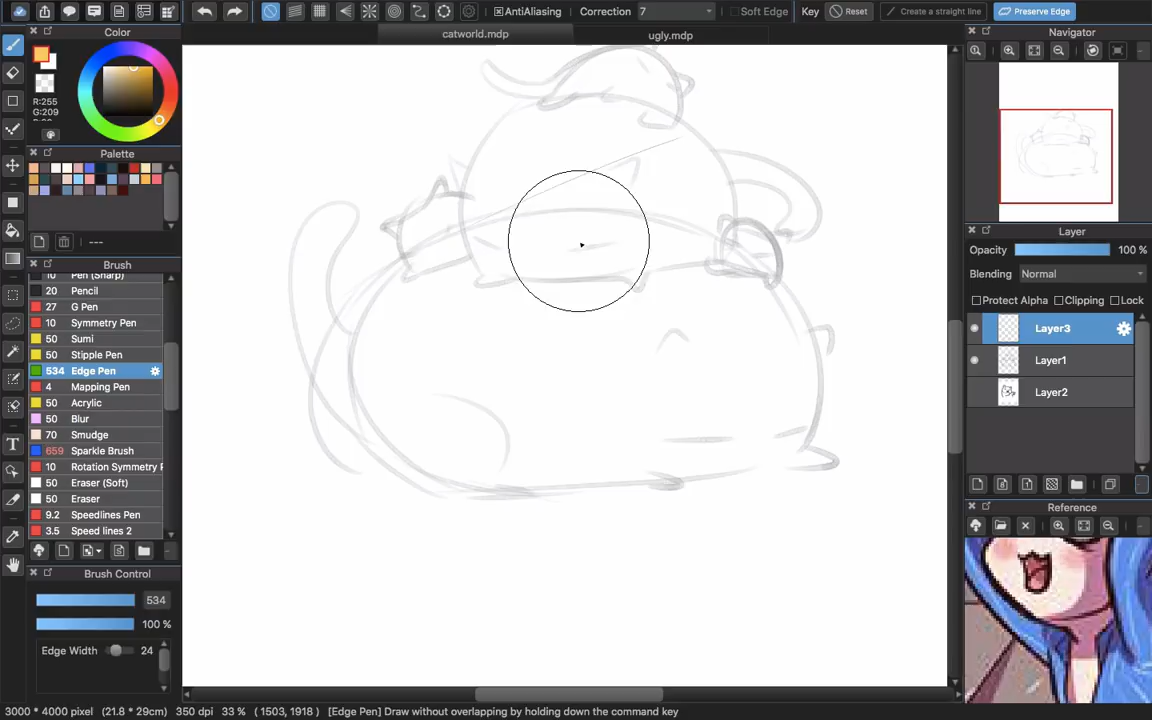 AntiAliasing Correction 7 Soft Edge Key Reset Create a straight line Preserve Edge
catworld.mdp ugly.mdp
Color
R:255
G:209
Palette
---
Brush
10 Pen (Sharp)
20 Pencil
27 G Pen
10 Symmetry Pen
50 Sumi
50 Stipple Pen
534 Edge Pen
4 Mapping Pen
50 Acrylic
50 Blur
70 Smudge
659 Sparkle Brush
10 Rotation Symmetry
50 Eraser (Soft)
50 Eraser
9.2 Speedlines Pen
3.5 Speed lines 2
Brush Control
534
100 %
Edge Width 24
Navigator
Layer
Opacity 100 %
Blending Normal
Protect Alpha Clipping Lock
Layer3
Layer1
Layer2
Reference
3000 * 4000 pixel (21.8 * 29cm) 350 dpi 33 % ( 1503, 1918 ) [Edge Pen] Draw without overlapping by holding down the command key